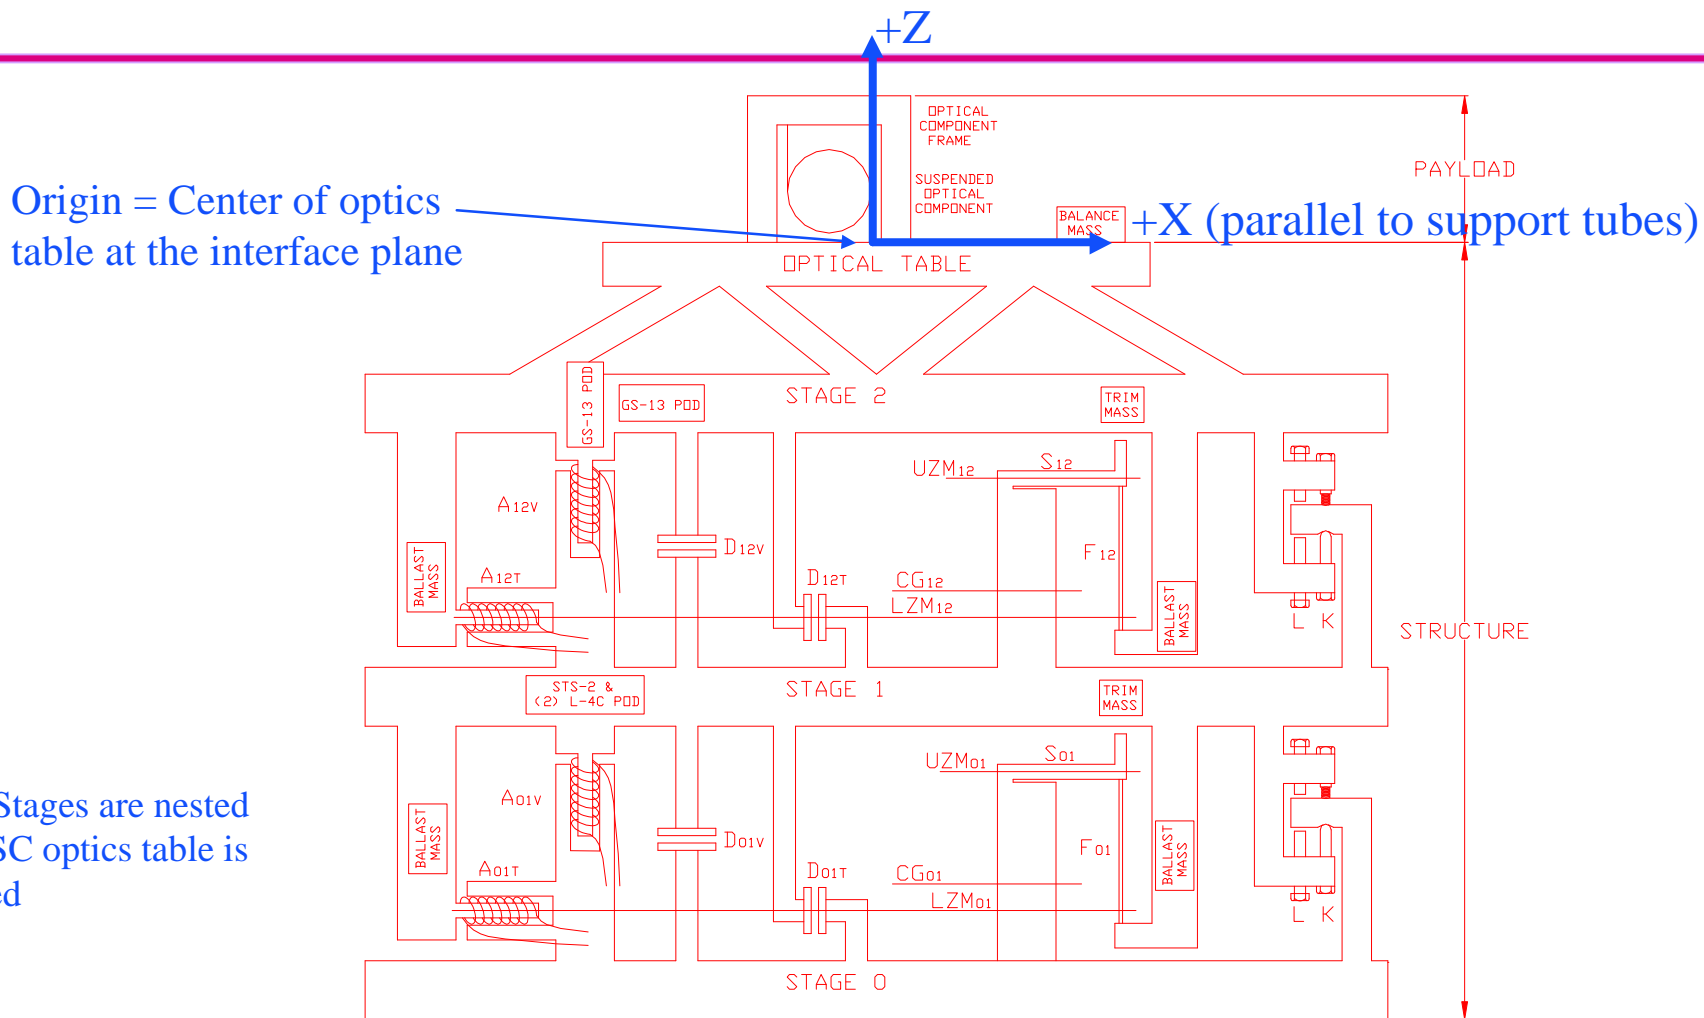 +Z
OPTICAL
COMPONENT
FRAME
PAYLOAD
Origin = Center of optics
table at the interface plane
SUSPENDED
OPTICAL
COMPONENT
BALANCE
MASS
+X (parallel to support tubes)
OPTICAL TABLE
GS-13 POD
GS-13 POD
STAGE 2
TRIM
MASS
UZM12
S12
A12V
D12V
F12
BALLAST
MASS
A12T
D12T
CG12
LZM12
BALLAST
MASS
L K
STRUCTURE
STS-2 &
(2) L-4C POD
STAGE 1
TRIM
MASS
UZM01
S01
Stages are nested
SC optics table is
ed
A01V
D01V
F01
BALLAST
MASS
A01T
D01T
CG01
LZM01
BALLAST
MASS
L K
STAGE 0